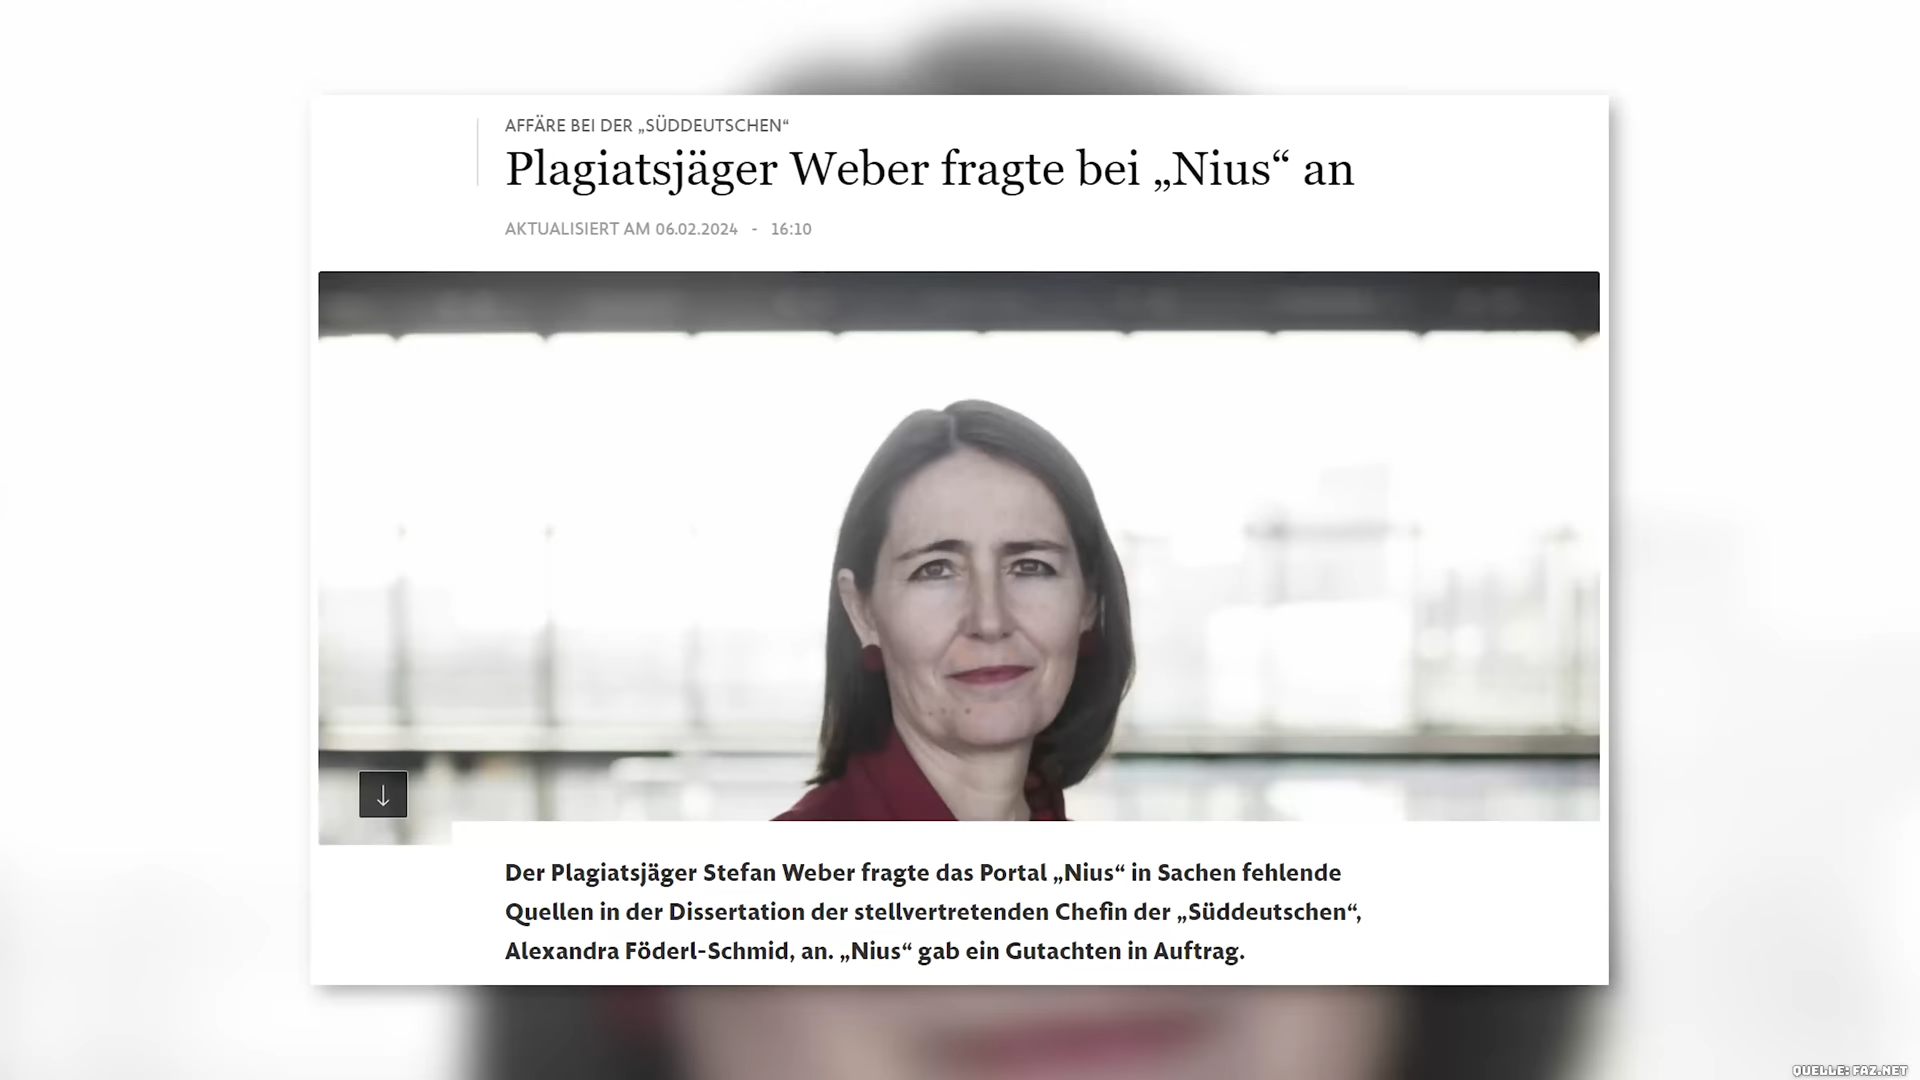 AFFÄRE BEI DER „SÜDDEUTSCHEN“
Plagiatsjäger Weber fragte bei „Nius“ an
AKTUALISIERT AM 06.02.2024 - 16:10
Der Plagiatsjäger Stefan Weber fragte das Portal „Nius“ in Sachen fehlende
Quellen in der Dissertation der stellvertretenden Chefin der „Süddeutschen“,
Alexandra Föderl-Schmid, an. „Nius“ gab ein Gutachten in Auftrag.
QUELLE: FAZ.NET